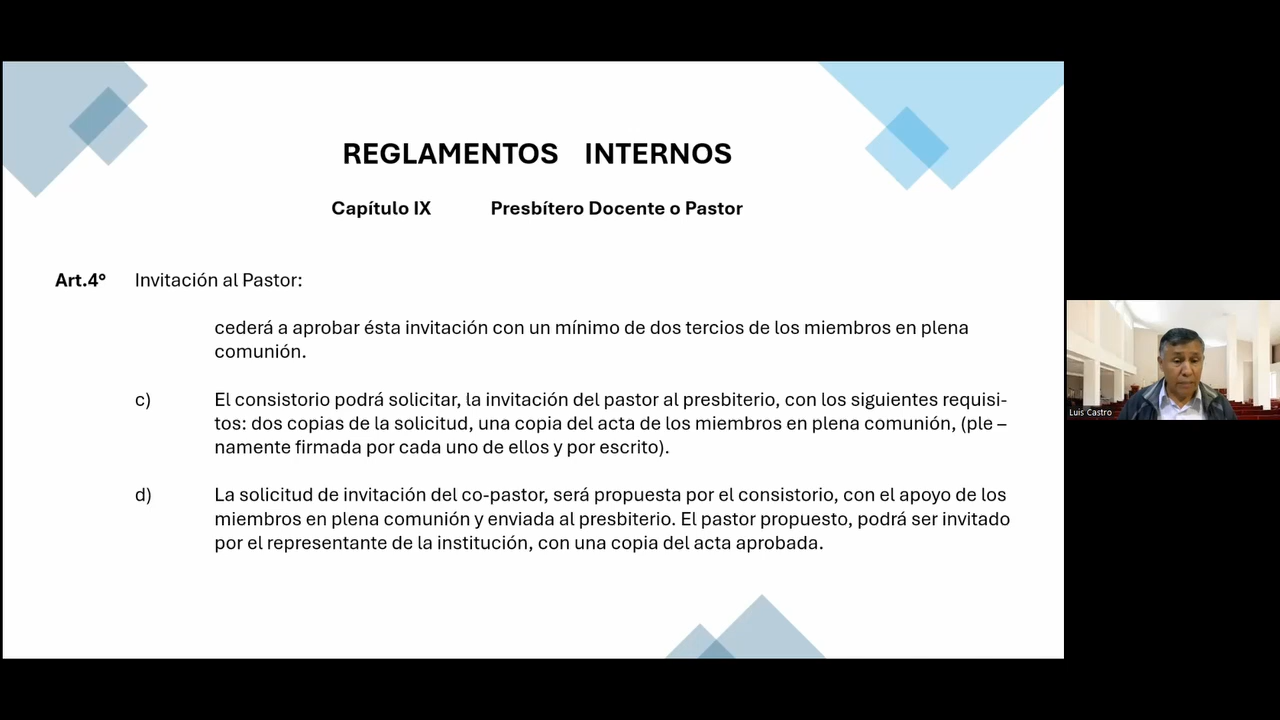 REGLAMENTOS INTERNOS
Capítulo IX Presbítero Docente o Pastor
Art.4° Invitación al Pastor:
cederá a aprobar ésta invitación con un mínimo de dos tercios de los miembros en plena
comunión.
c) El consistorio podrá solicitar, la invitación del pastor al presbiterio, con los siguientes requisi-
tos: dos copias de la solicitud, una copia del acta de los miembros en plena comunión, (ple –
namente firmada por cada uno de ellos y por escrito).
d) La solicitud de invitación del co-pastor, será propuesta por el consistorio, con el apoyo de los
miembros en plena comunión y enviada al presbiterio. El pastor propuesto, podrá ser invitado
por el representante de la institución, con una copia del acta aprobada.
Luis Castro